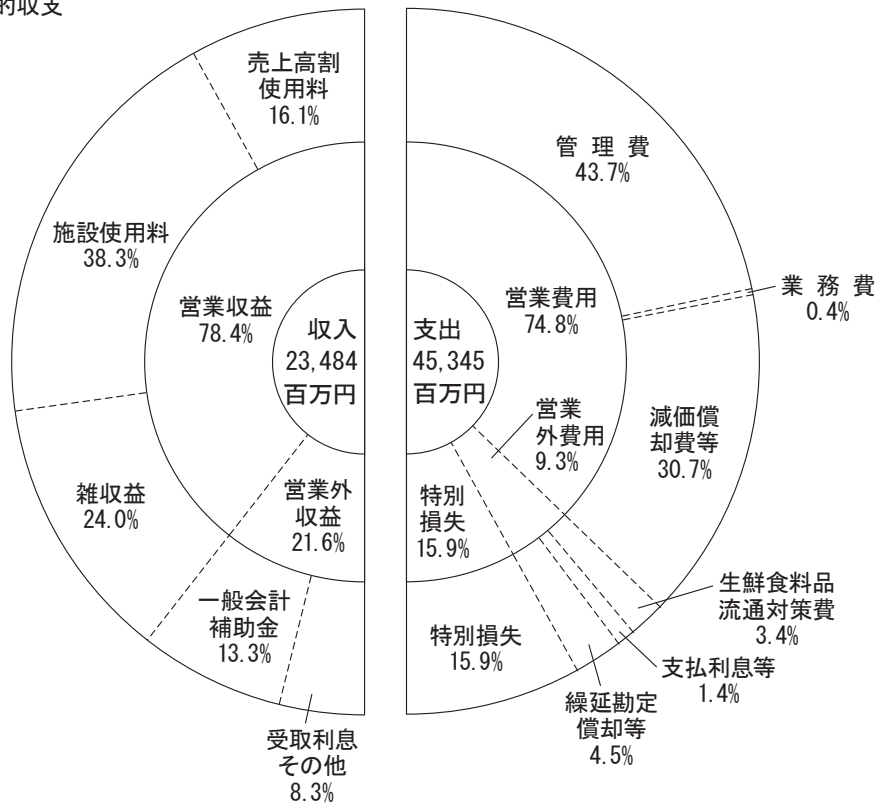 的収支
売上高割
使用料
16.1%
施設使用料
38.3%
営業収益
78.4%
収入
23,484
百万円
雑収益
24.0%
営業外
収益
21.6%
一般会計
補助金
13.3%
受取利息
その他
8.3%
管理費
43.7%
業務費
0.4%
営業費用
74.8%
支出
45,345
百万円
減価償
却費等
30.7%
営業
外費用
9.3%
特別
損失
15.9%
生鮮食料品
流通対策費
3.4%
支払利息等
1.4%
繰延勘定
償却等
4.5%
特別損失
15.9%